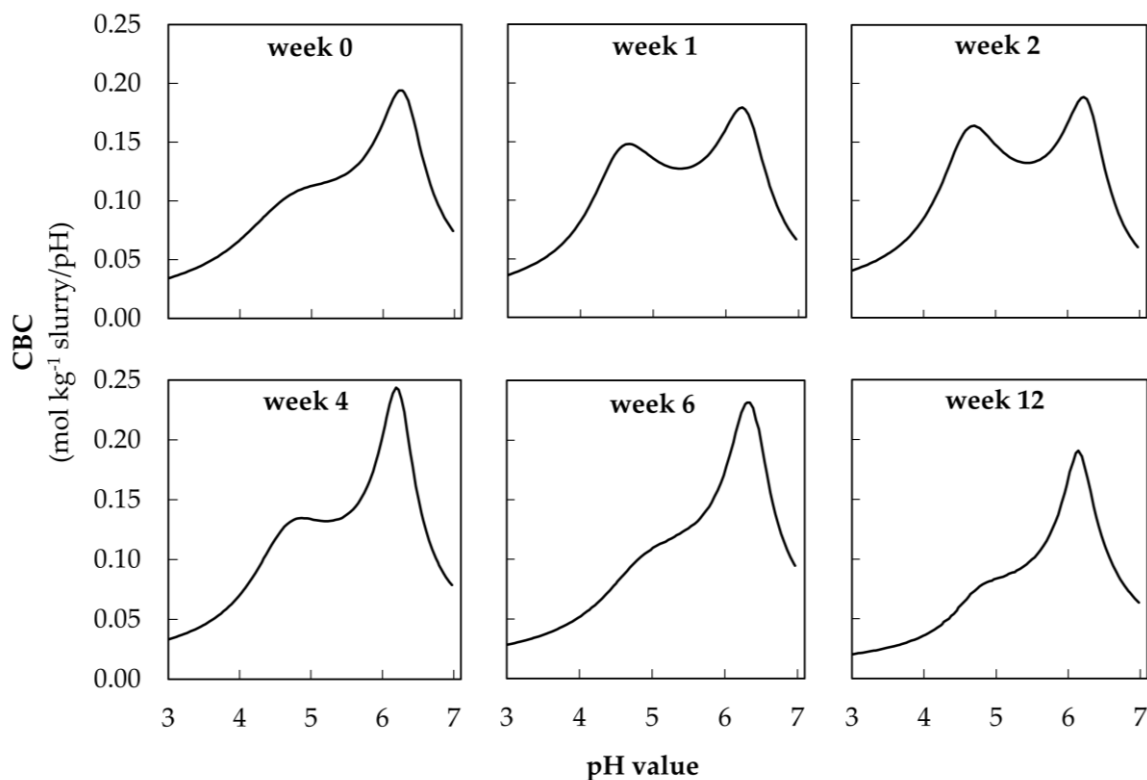 week 0
week 1
week 2
0.25
0.20
0.15
0.10
0.05
0.00
CBC
(mol kg⁻¹ slurry/pH)
week 4
week 6
week 12
0.25
0.20
0.15
0.10
0.05
0.00
3 4 5 6 7 3 4 5 6 7 3 4 5 6 7
pH value